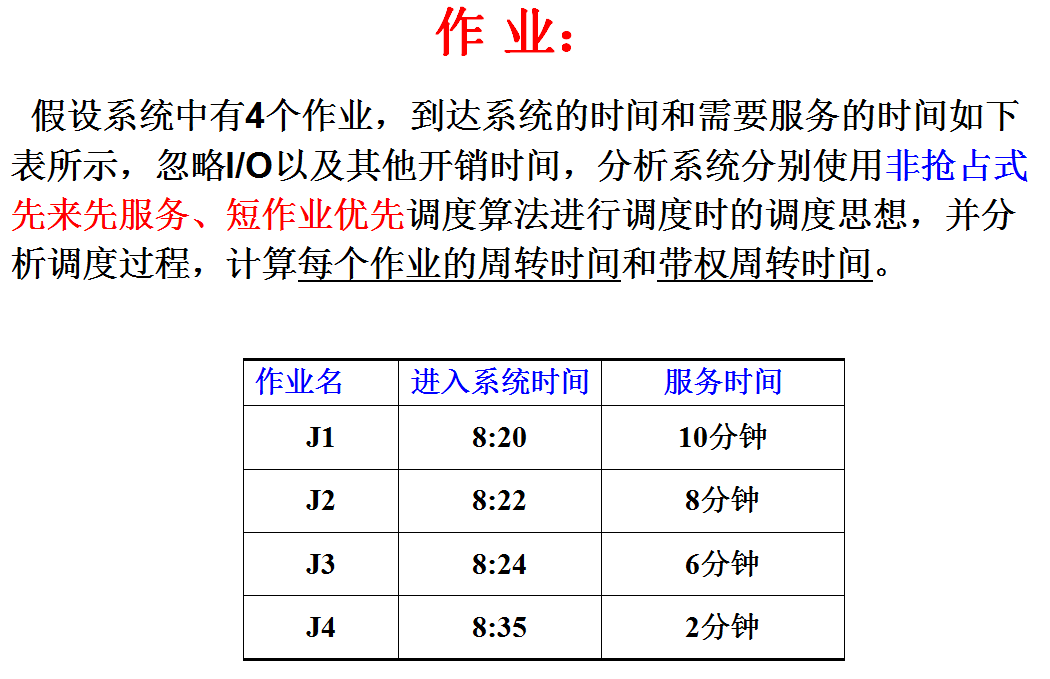 作 业：
假设系统中有4个作业，到达系统的时间和需要服务的时间如下
表所示，忽略I/O以及其他开销时间，分析系统分别使用非抢占式
先来先服务、短作业优先调度算法进行调度时的调度思想，并分
析调度过程，计算每个作业的周转时间和带权周转时间。
作业名 进入系统时间 服务时间
J1 8:20 10分钟
J2 8:22 8分钟
J3 8:24 6分钟
J4 8:35 2分钟